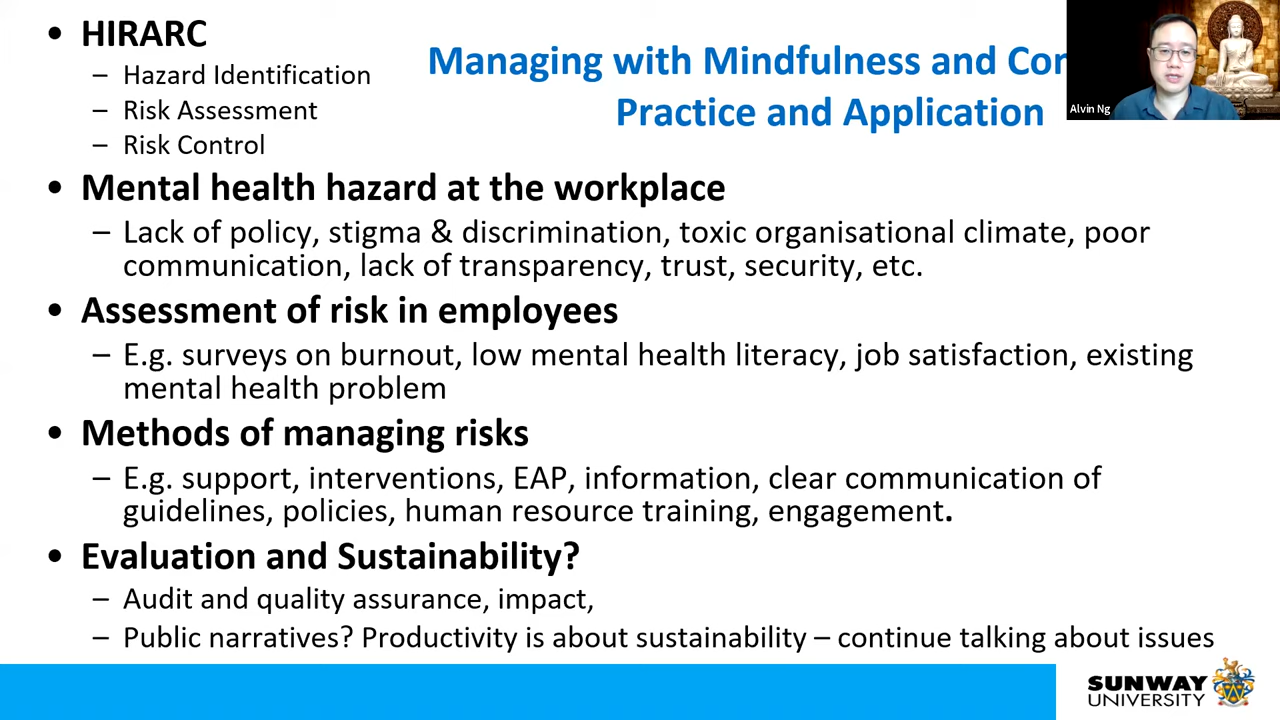 • HIRARC
– Hazard Identification
– Risk Assessment
– Risk Control
Managing with Mindfulness and
Practice and Application
Alvin Ng
• Mental health hazard at the workplace
– Lack of policy, stigma & discrimination, toxic organisational climate, poor
communication, lack of transparency, trust, security, etc.
• Assessment of risk in employees
– E.g. surveys on burnout, low mental health literacy, job satisfaction, existing
mental health problem
• Methods of managing risks
– E.g. support, interventions, EAP, information, clear communication of
guidelines, policies, human resource training, engagement.
• Evaluation and Sustainability?
– Audit and quality assurance, impact,
– Public narratives? Productivity is about sustainability – continue talking about issues
SUNWAY
UNIVERSITY